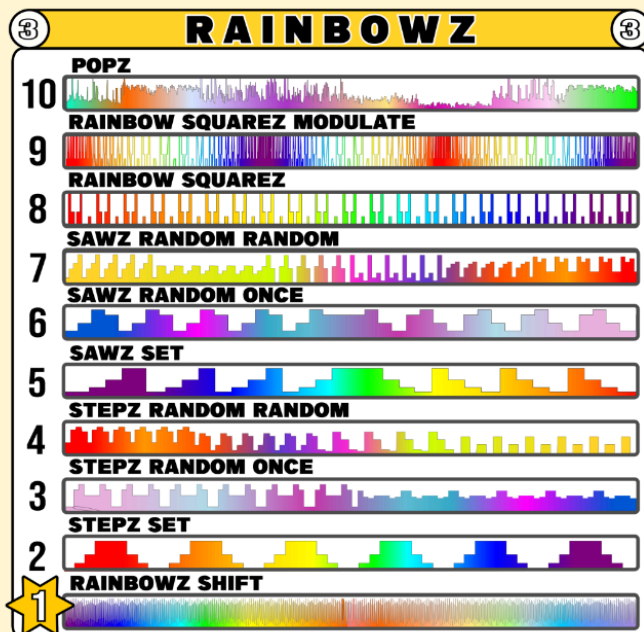 3 RAINBOWZ 3
POPZ
10
RAINBOW SQUAREZ MODULATE
9
RAINBOW SQUAREZ
8
SAWZ RANDOM RANDOM
7
SAWZ RANDOM ONCE
6
SAWZ SET
5
STEPZ RANDOM RANDOM
4
STEPZ RANDOM ONCE
3
STEPZ SET
2
RAINBOWZ SHIFT
1